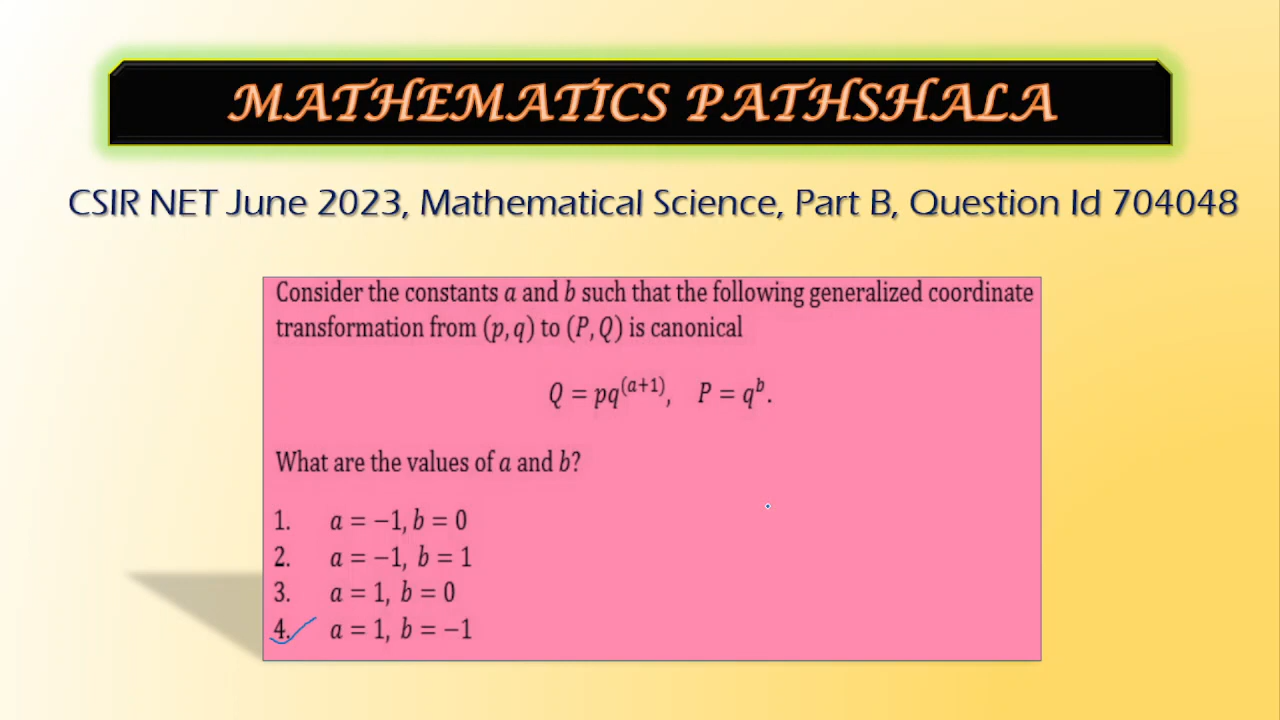 MATHEMATICS PATHSHALA
CSIR NET June 2023, Mathematical Science, Part B, Question Id 704048
Consider the constants a and b such that the following generalized coordinate
transformation from (p, q) to (P, Q) is canonical
Q = pq^(a+1), P = q^b.
What are the values of a and b?
1. a = −1, b = 0
2. a = −1, b = 1
3. a = 1, b = 0
4. a = 1, b = −1